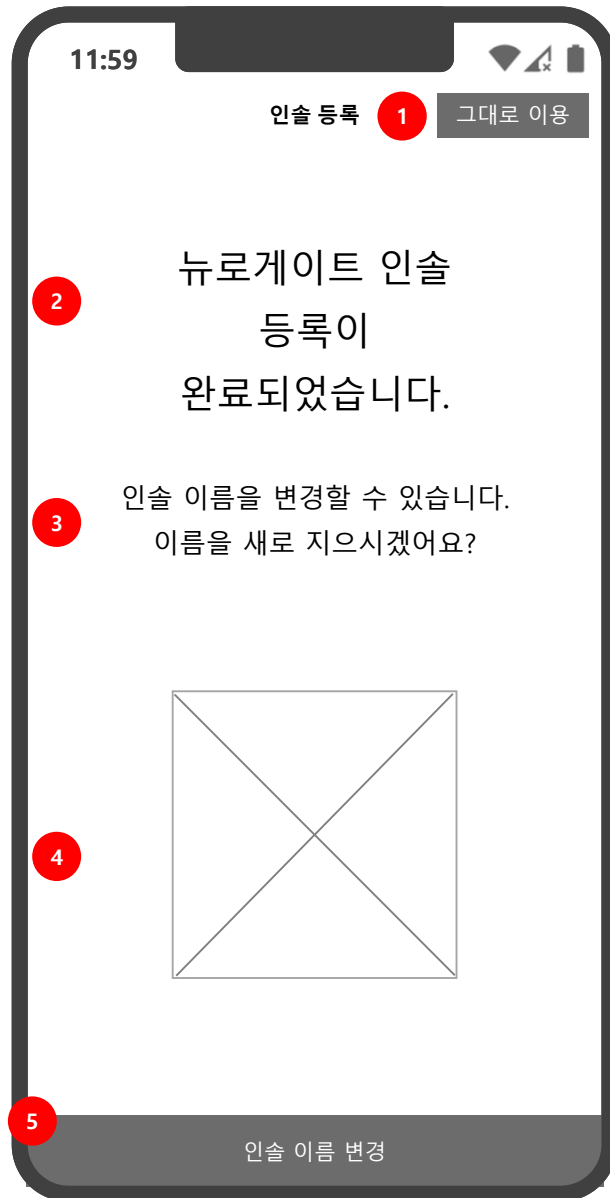 11:59
인솔 등록
1
그대로 이용
2
뉴로게이트 인솔
등록이
완료되었습니다.
3
인솔 이름을 변경할 수 있습니다.
이름을 새로 지으시겠어요?
4
5
인솔 이름 변경